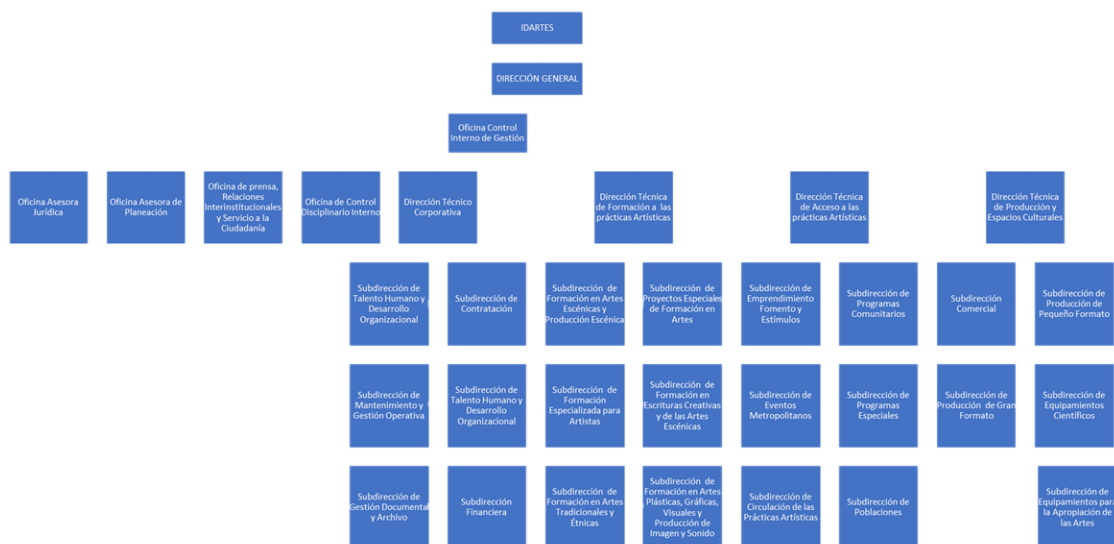 IDARTES
DIRECCIÓN GENERAL
Oficina Control
Interno de Gestión
Oficina Asesora
Jurídica
Oficina Asesora de
Planeación
Oficina de prensa,
Relaciones
Interinstitucionales
y Servicio a la
Ciudadanía
Oficina de Control
Disciplinario Interno
Dirección Técnico
Corporativa
Dirección Técnica
de Formación a las
prácticas Artísticas
Dirección Técnica
de Acceso a las
prácticas Artísticas
Dirección Técnica
de Producción y
Espacios Culturales
Subdirección de
Talento Humano y
Desarrollo
Organizacional
Subdirección de
Contratación
Subdirección de
Formación en Artes
Escénicas y
Producción Escénica
Subdirección de
Proyectos Especiales
de Formación en
Artes
Subdirección de
Emprendimiento
Fomento y
Estímulos
Subdirección de
Programas
Comunitarios
Subdirección
Comercial
Subdirección de
Producción de
Pequeño Formato
Subdirección de
Mantenimiento y
Gestión Operativa
Subdirección de
Talento Humano y
Desarrollo
Organizacional
Subdirección de
Formación
Especializada para
Artistas
Subdirección de
Formación en
Escrituras Creativas
y de las Artes
Escénicas
Subdirección de
Eventos
Metropolitanos
Subdirección de
Programas
Especiales
Subdirección de
Producción de Gran
Formato
Subdirección de
Equipamientos
Científicos
Subdirección de
Gestión Documental
y Archivo
Subdirección
Financiera
Subdirección de
Formación en Artes
Tradicionales y
Étnicas
Subdirección de
Formación en Artes
Plásticas, Gráficas,
Visuales y
Producción de
Imagen y Sonido
Subdirección de
Circulación de las
Prácticas Artísticas
Subdirección de
Poblaciones
Subdirección de
Equipamientos para
la Apropiación de
las Artes